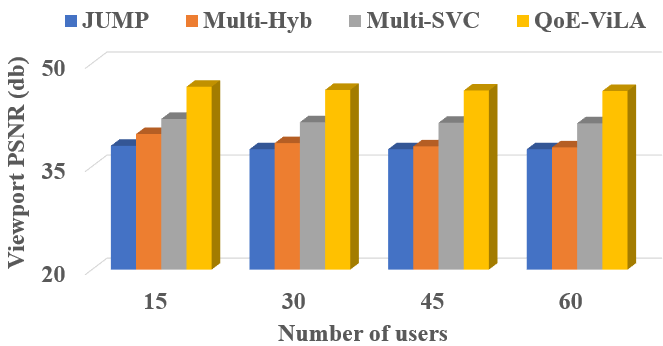 JUMP Multi-Hyb Multi-SVC QoE-ViLA
Viewport PSNR (db)
50
35
20
15 30 45 60
Number of users